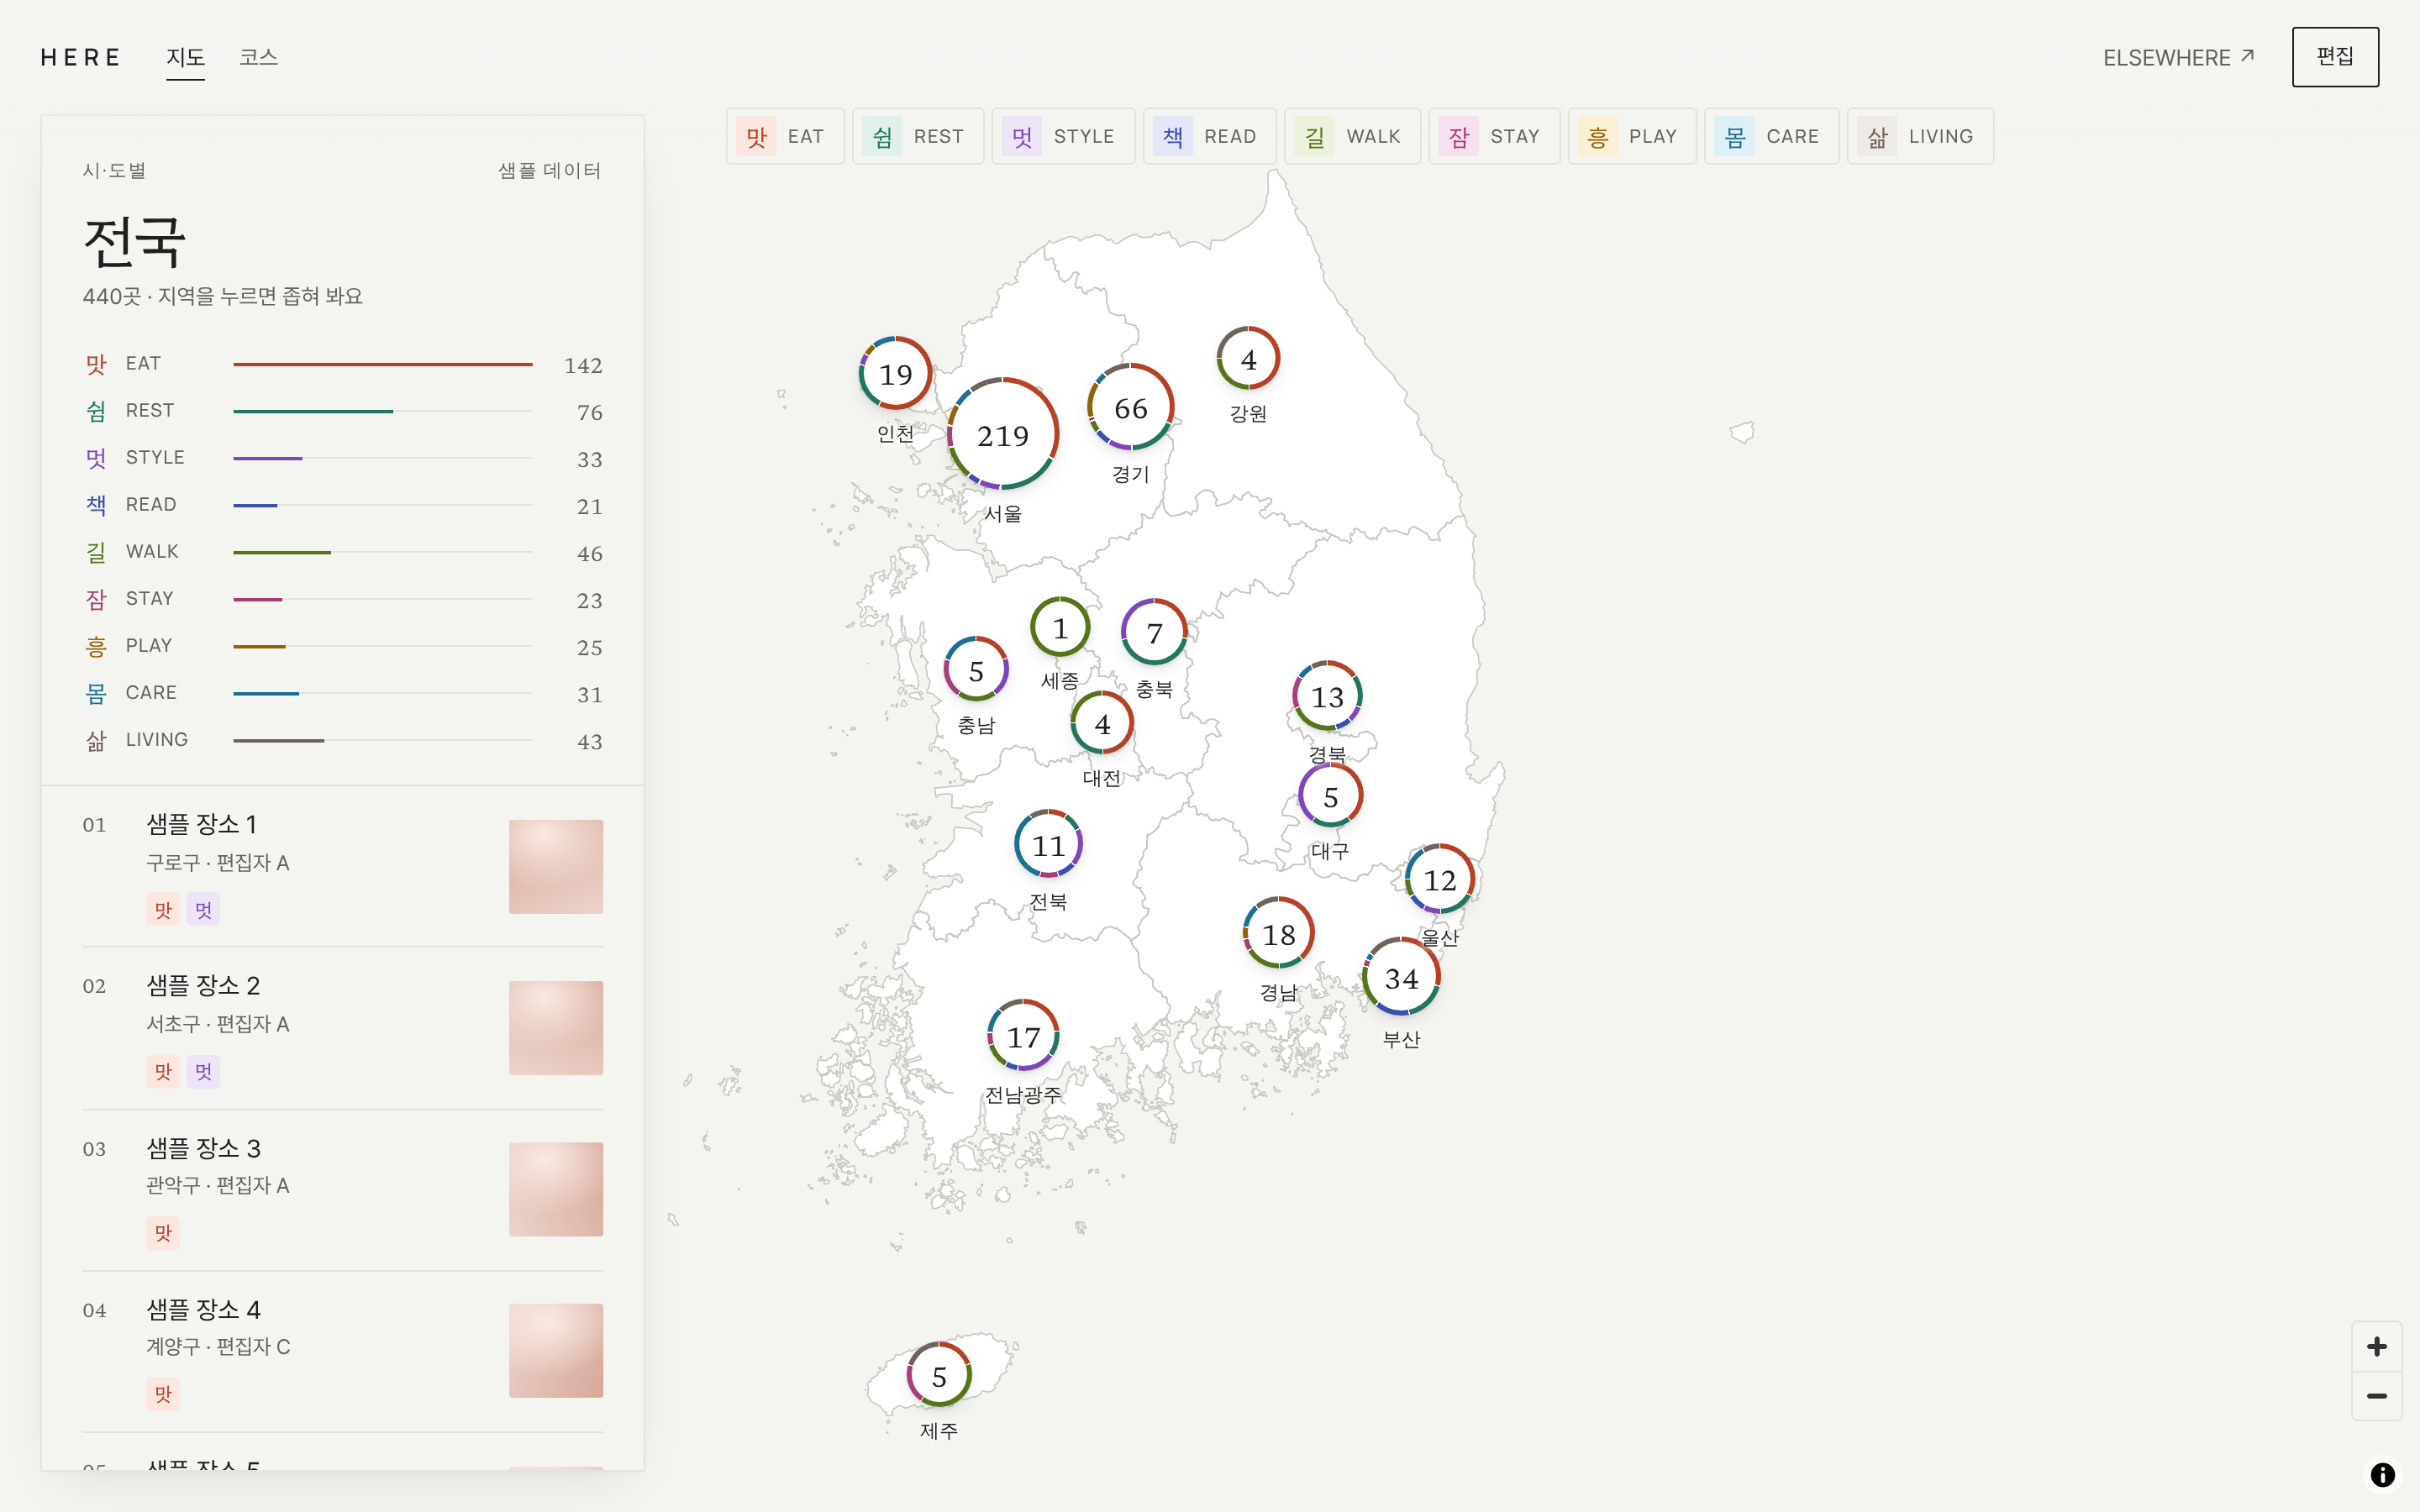 HERE 지도 코스 ELSEWHERE ↗ 편집
맛 EAT 쉼 REST 멋 STYLE 책 READ 길 WALK 잠 STAY 흥 PLAY 몸 CARE 삶 LIVING
시·도별 샘플 데이터
전국
440곳 · 지역을 누르면 좁혀 봐요
맛 EAT 142
쉼 REST 76
멋 STYLE 33
책 READ 21
길 WALK 46
잠 STAY 23
흥 PLAY 25
몸 CARE 31
삶 LIVING 43
01 샘플 장소 1
구로구 · 편집자 A
맛 멋
02 샘플 장소 2
서초구 · 편집자 A
맛 멋
03 샘플 장소 3
관악구 · 편집자 A
맛
04 샘플 장소 4
계양구 · 편집자 C
맛
05 샘플 장소 5
19
인천
219
서울
66
경기
4
강원
1
세종
7
충북
5
충남
4
대전
13
경북
5
대구
11
전북
12
울산
18
경남
34
부산
17
전남광주
5
제주